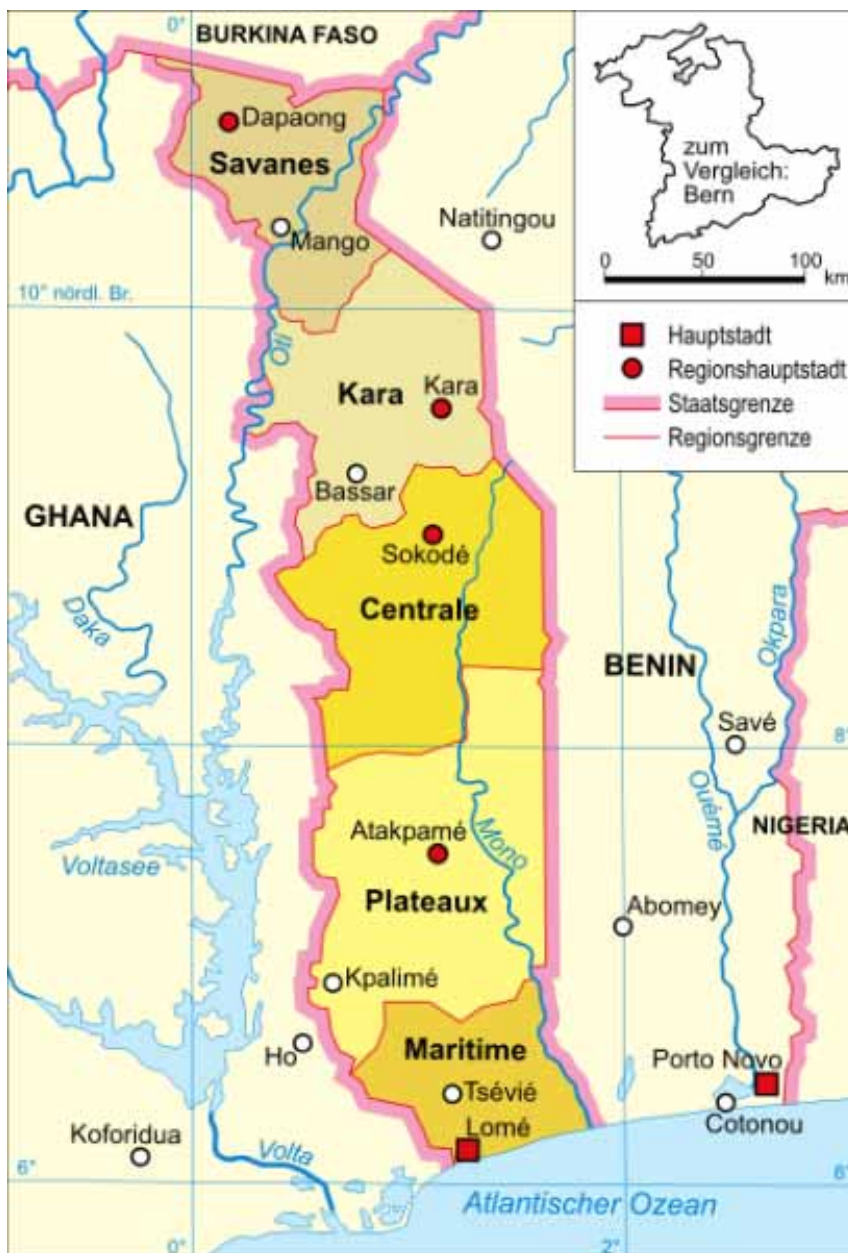 0°
BURKINA FASO
Dapaong
Savanes
Mango
Natitingou
zum
Vergleich:
Bern
0 50 100
km
10° nördl. Br.
Oti
Hauptstadt
Regionshauptstadt
Staatsgrenze
Regionsgrenze
Kara
Kara
Bassar
GHANA
Sokodé
Daka
Centrale
BENIN
Okpara
Savé
8°
Ouémé
NIGERIA
Atakpamé
Mono
Voltasee
Plateaux
Abomey
Kpalimé
Ho
Maritime
Porto Novo
Tsévié
Cotonou
Lomé
Koforidua
Volta
6°
6°
Atlantischer Ozean
0°
2°